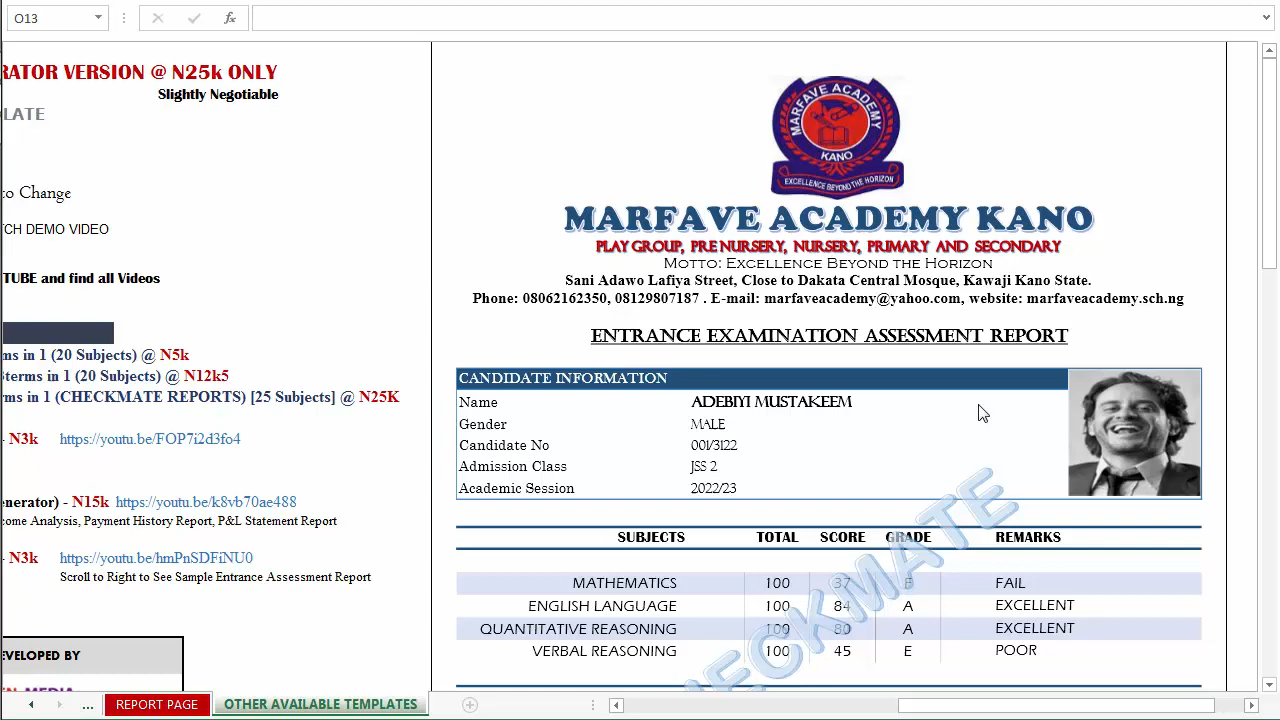 O13
fx
RATOR VERSION @ N25k ONLY
Slightly Negotiable
LATE
to Change
TCH DEMO VIDEO
TUBE and find all Videos
ms in 1 (20 Subjects) @ N5k
terms in 1 (20 Subjects) @ N12k5
rms in 1 (CHECKMATE REPORTS) [25 Subjects] @ N25K
- N3k https://youtu.be/FOP7i2d3fo4
enerator) - N15k https://youtu.be/k8vb70ae488
come Analysis, Payment History Report, P&L Statement Report
- N3k https://youtu.be/hmPnSDFiNU0
Scroll to Right to See Sample Entrance Assessment Report
EVELOPED BY
MARFAVE ACADEMY
KANO
EXCELLENCE BEYOND THE HORIZON
MARFAVE ACADEMY KANO
PLAY GROUP, PRE NURSERY, NURSERY, PRIMARY AND SECONDARY
MOTTO: EXCELLENCE BEYOND THE HORIZON
Sani Adawo Lafiya Street, Close to Dakata Central Mosque, Kawaji Kano State.
Phone: 08062162350, 08129807187 . E-mail: marfaveacademy@yahoo.com, website: marfaveacademy.sch.ng
ENTRANCE EXAMINATION ASSESSMENT REPORT
CANDIDATE INFORMATION
Name ADEBIYI MUSTAKEEM
Gender MALE
Candidate No 001/3122
Admission Class JSS 2
Academic Session 2022/23
SUBJECTS TOTAL SCORE GRADE REMARKS
MATHEMATICS 100 37 FAIL
ENGLISH LANGUAGE 100 84 A EXCELLENT
QUANTITATIVE REASONING 100 80 A EXCELLENT
VERBAL REASONING 100 45 E POOR
ECKMATE
... REPORT PAGE OTHER AVAILABLE TEMPLATES